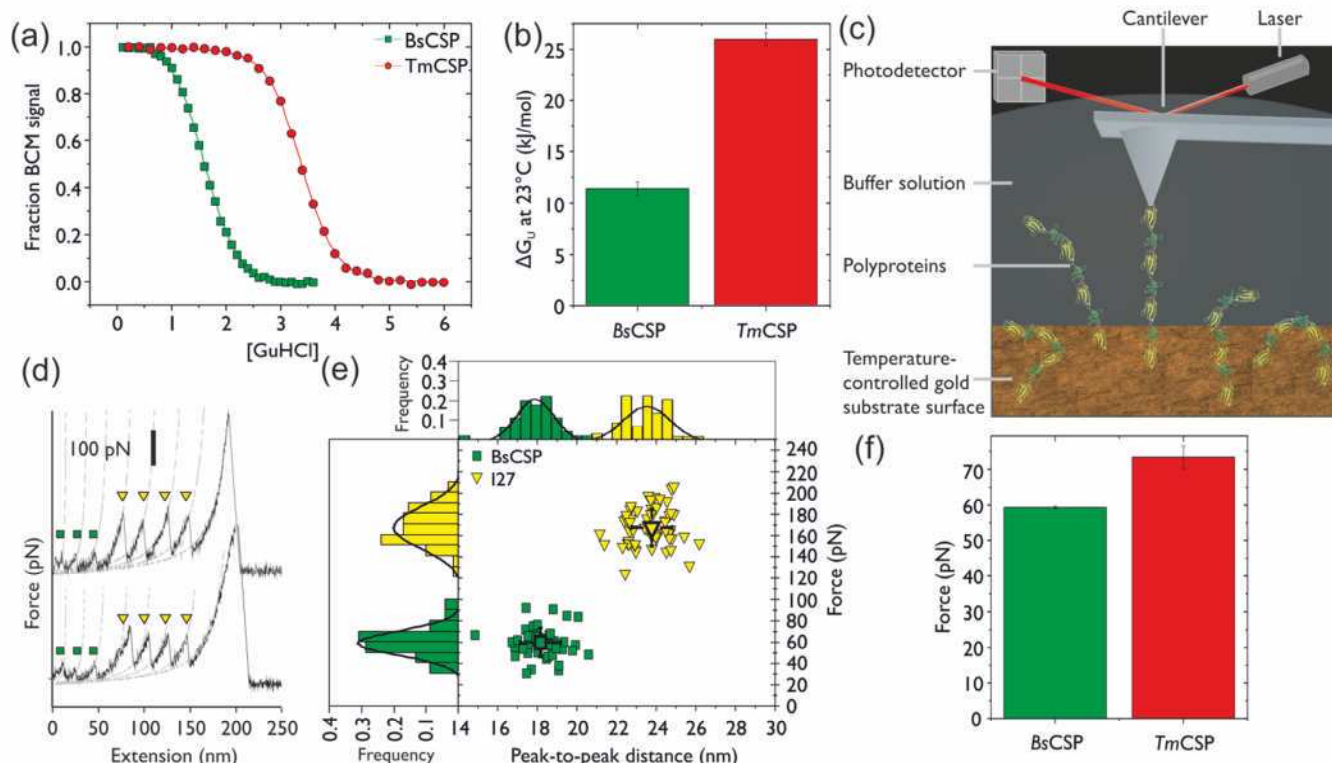 (a)
Fraction BCM signal
1.0
0.8
0.6
0.4
0.2
0.0
BsCSP
TmCSP
0 1 2 3 4 5 6
[GuHCl]
(b)
ΔGU at 23°C (kJ/mol)
25
20
15
10
5
0
BsCSP TmCSP
(c)
Cantilever
Laser
Photodetector
Buffer solution
Polyproteins
Temperature-
controlled gold
substrate surface
(d)
100 pN
Force (pN)
0 50 100 150 200 250
Extension (nm)
(e)
Frequency
0.4
0.3
0.2
0.1
BsCSP
I27
240
220
200
180
160
140
120
100
80
60
40
20
0
Force (pN)
0.4 0.3 0.2 0.1
Frequency
14 16 18 20 22 24 26 28 30
Peak-to-peak distance (nm)
(f)
Force (pN)
70
60
50
40
30
20
10
0
BsCSP TmCSP